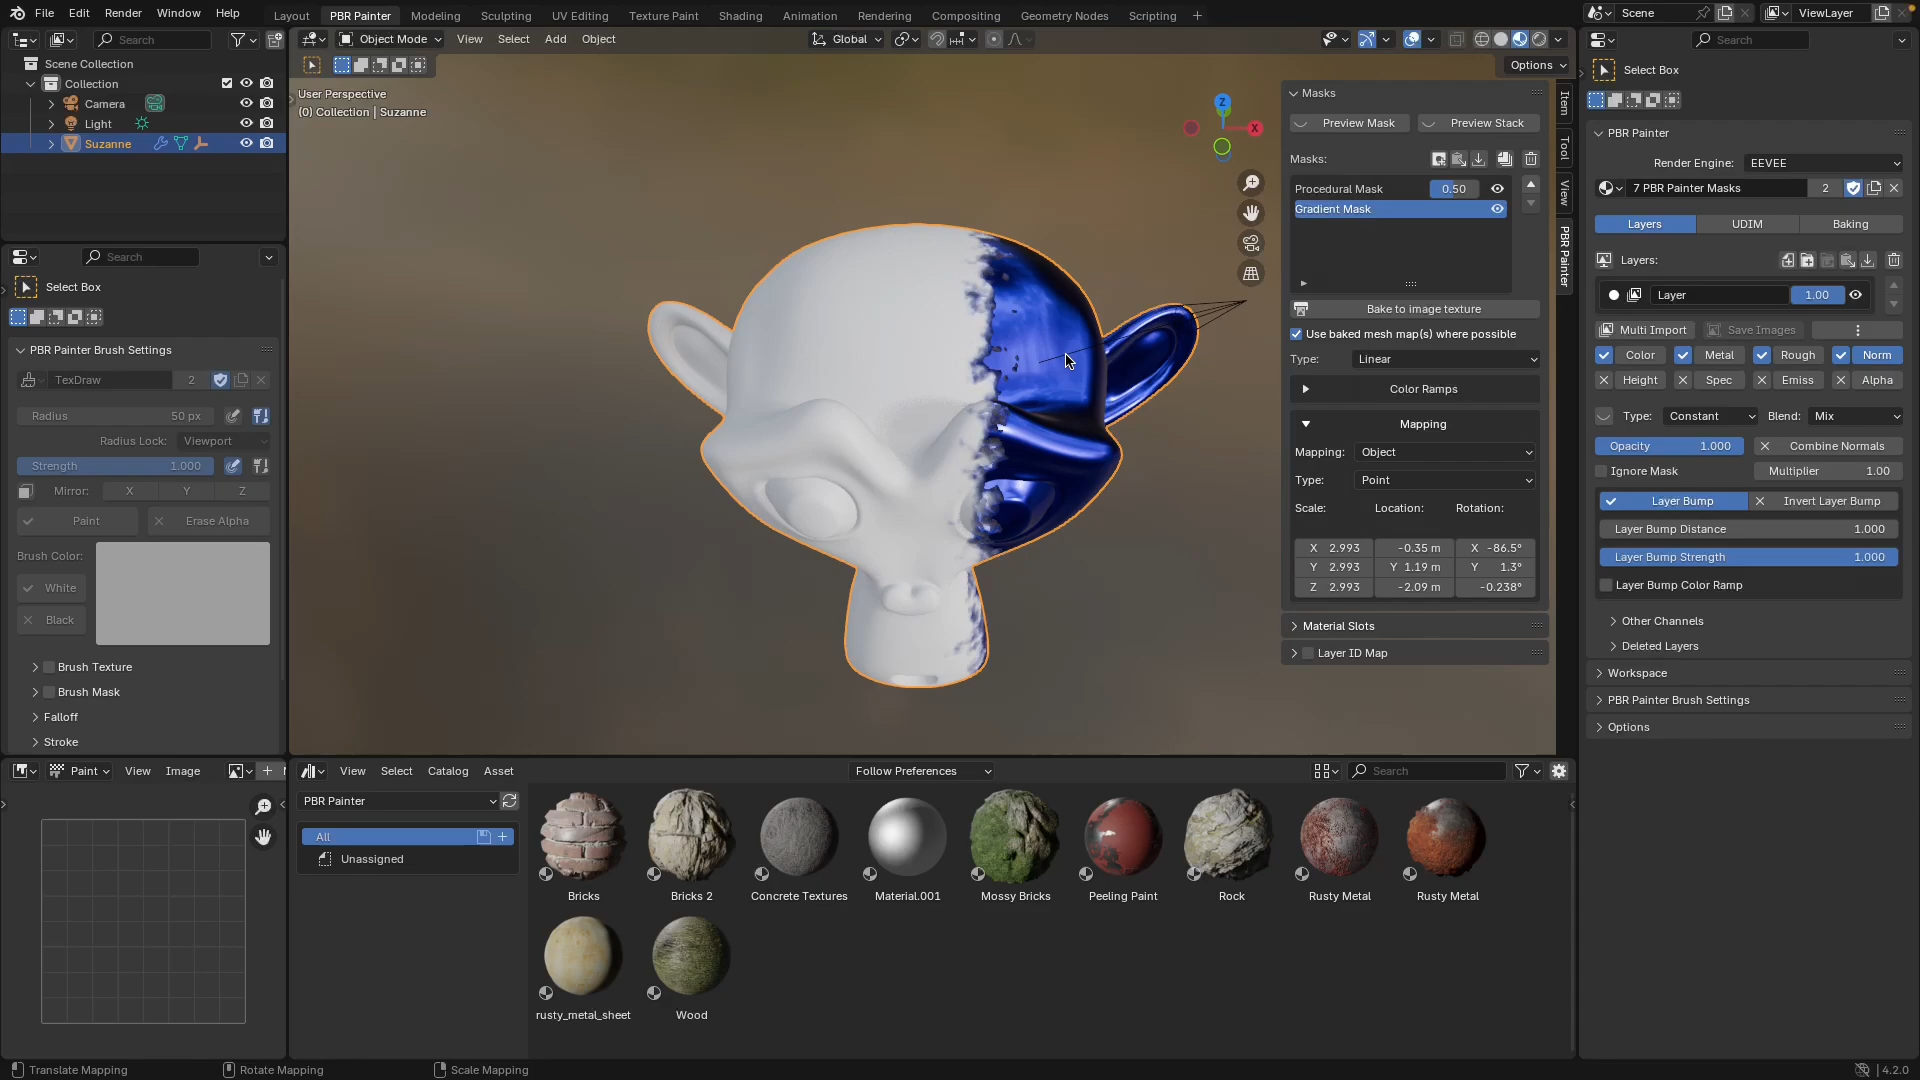 File Edit Render Window Help Layout PBR Painter Modeling Sculpting UV Editing Texture Paint Shading Animation Rendering Compositing Geometry Nodes Scripting + Scene ViewLayer
Search
Object Mode View Select Add Object Global
Search
Scene Collection
Collection
Camera
Light
Suzanne
Options
User Perspective
(0) Collection | Suzanne
Z
X
Masks
Preview Mask Preview Stack
Masks:
Procedural Mask 0.50
Gradient Mask
Bake to image texture
Use baked mesh map(s) where possible
Type: Linear
Color Ramps
Mapping
Mapping: Object
Type: Point
Scale: Location: Rotation:
X 2.993 -0.35 m X -86.5°
Y 2.993 Y 1.19 m Y 1.3°
Z 2.993 -2.09 m -0.238°
Material Slots
Layer ID Map
Item
Tool
View
PBR Painter
Select Box
PBR Painter
Render Engine: EEVEE
7 PBR Painter Masks 2
Layers UDIM Baking
Layers:
Layer 1.00
Multi Import Save Images
Color Metal Rough Norm
Height Spec Emiss Alpha
Type: Constant Blend: Mix
Opacity 1.000 Combine Normals
Ignore Mask Multiplier 1.00
Layer Bump Invert Layer Bump
Layer Bump Distance 1.000
Layer Bump Strength 1.000
Layer Bump Color Ramp
Other Channels
Deleted Layers
Workspace
PBR Painter Brush Settings
Options
Search
Select Box
PBR Painter Brush Settings
TexDraw 2
Radius 50 px
Radius Lock: Viewport
Strength 1.000
Mirror: X Y Z
Paint Erase Alpha
Brush Color:
White
Black
Brush Texture
Brush Mask
Falloff
Stroke
Paint View Image
View Select Catalog Asset Follow Preferences Search
PBR Painter
All
Unassigned
Bricks Bricks 2 Concrete Textures Material.001 Mossy Bricks Peeling Paint Rock Rusty Metal Rusty Metal
rusty_metal_sheet Wood
Translate Mapping Rotate Mapping Scale Mapping 4.2.0